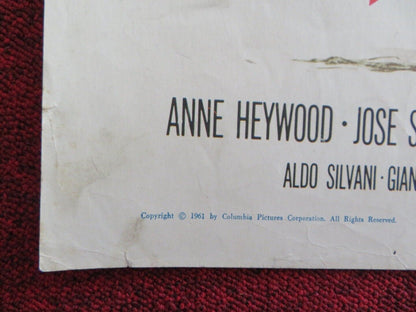 ANNE HEYWOOD · JOSE
ALDO SILVANI · GIAN
Copyright © 1961 by Columbia Pictures Corporation. All Rights Reserved.